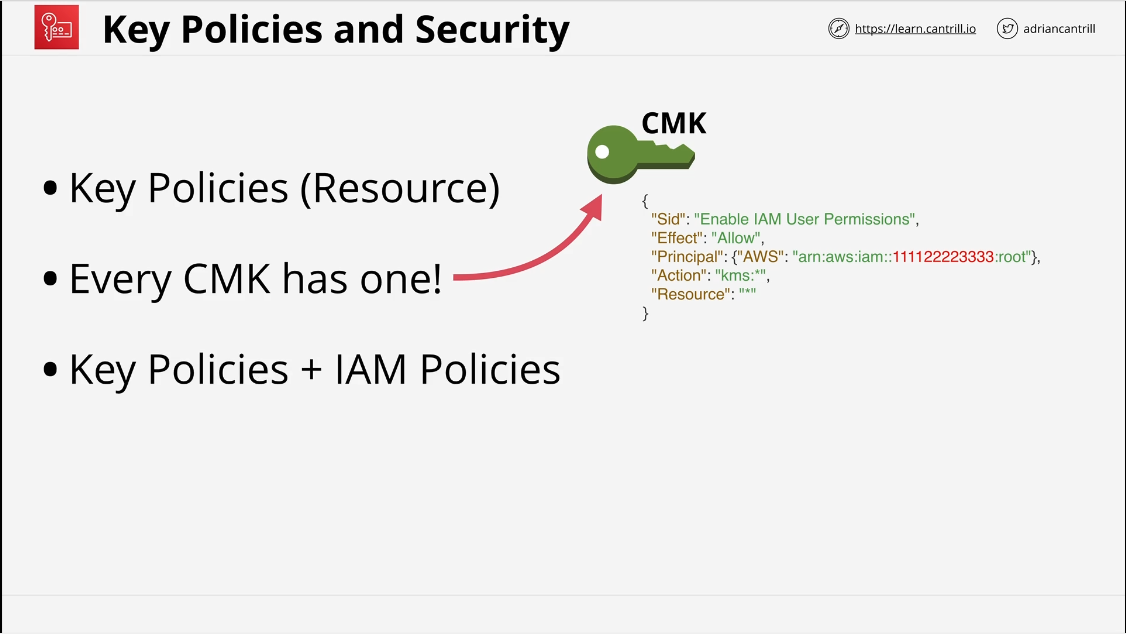 Key Policies and Security
https://learn.cantrill.io
adriancantrill
• Key Policies (Resource)
• Every CMK has one!
• Key Policies + IAM Policies
CMK
{
"Sid": "Enable IAM User Permissions",
"Effect": "Allow",
"Principal": {"AWS": "arn:aws:iam::111122223333:root"},
"Action": "kms:*",
"Resource": "*"
}